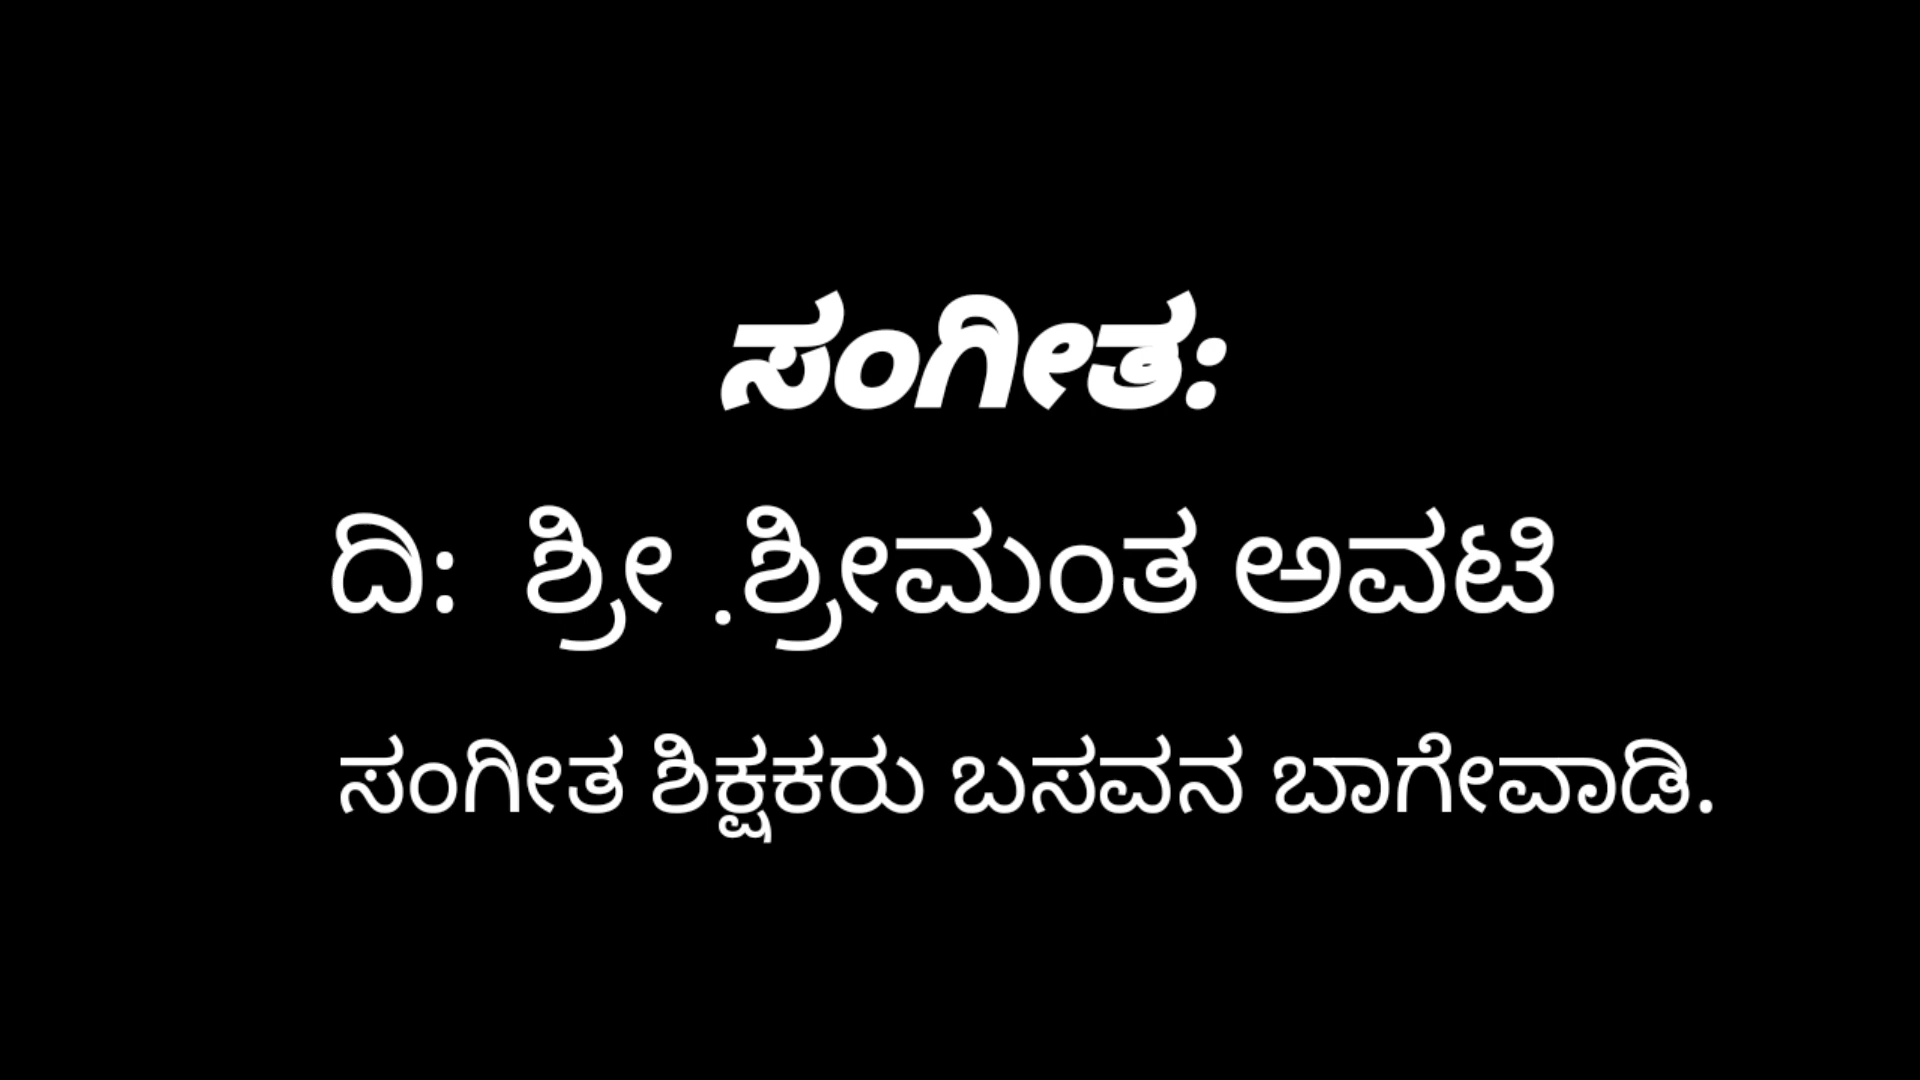 ಸಂಗೀತ:
ದಿ: ಶ್ರೀ .ಶ್ರೀಮಂತ ಅವಟಿ
ಸಂಗೀತ ಶಿಕ್ಷಕರು ಬಸವನ ಬಾಗೇವಾಡಿ.